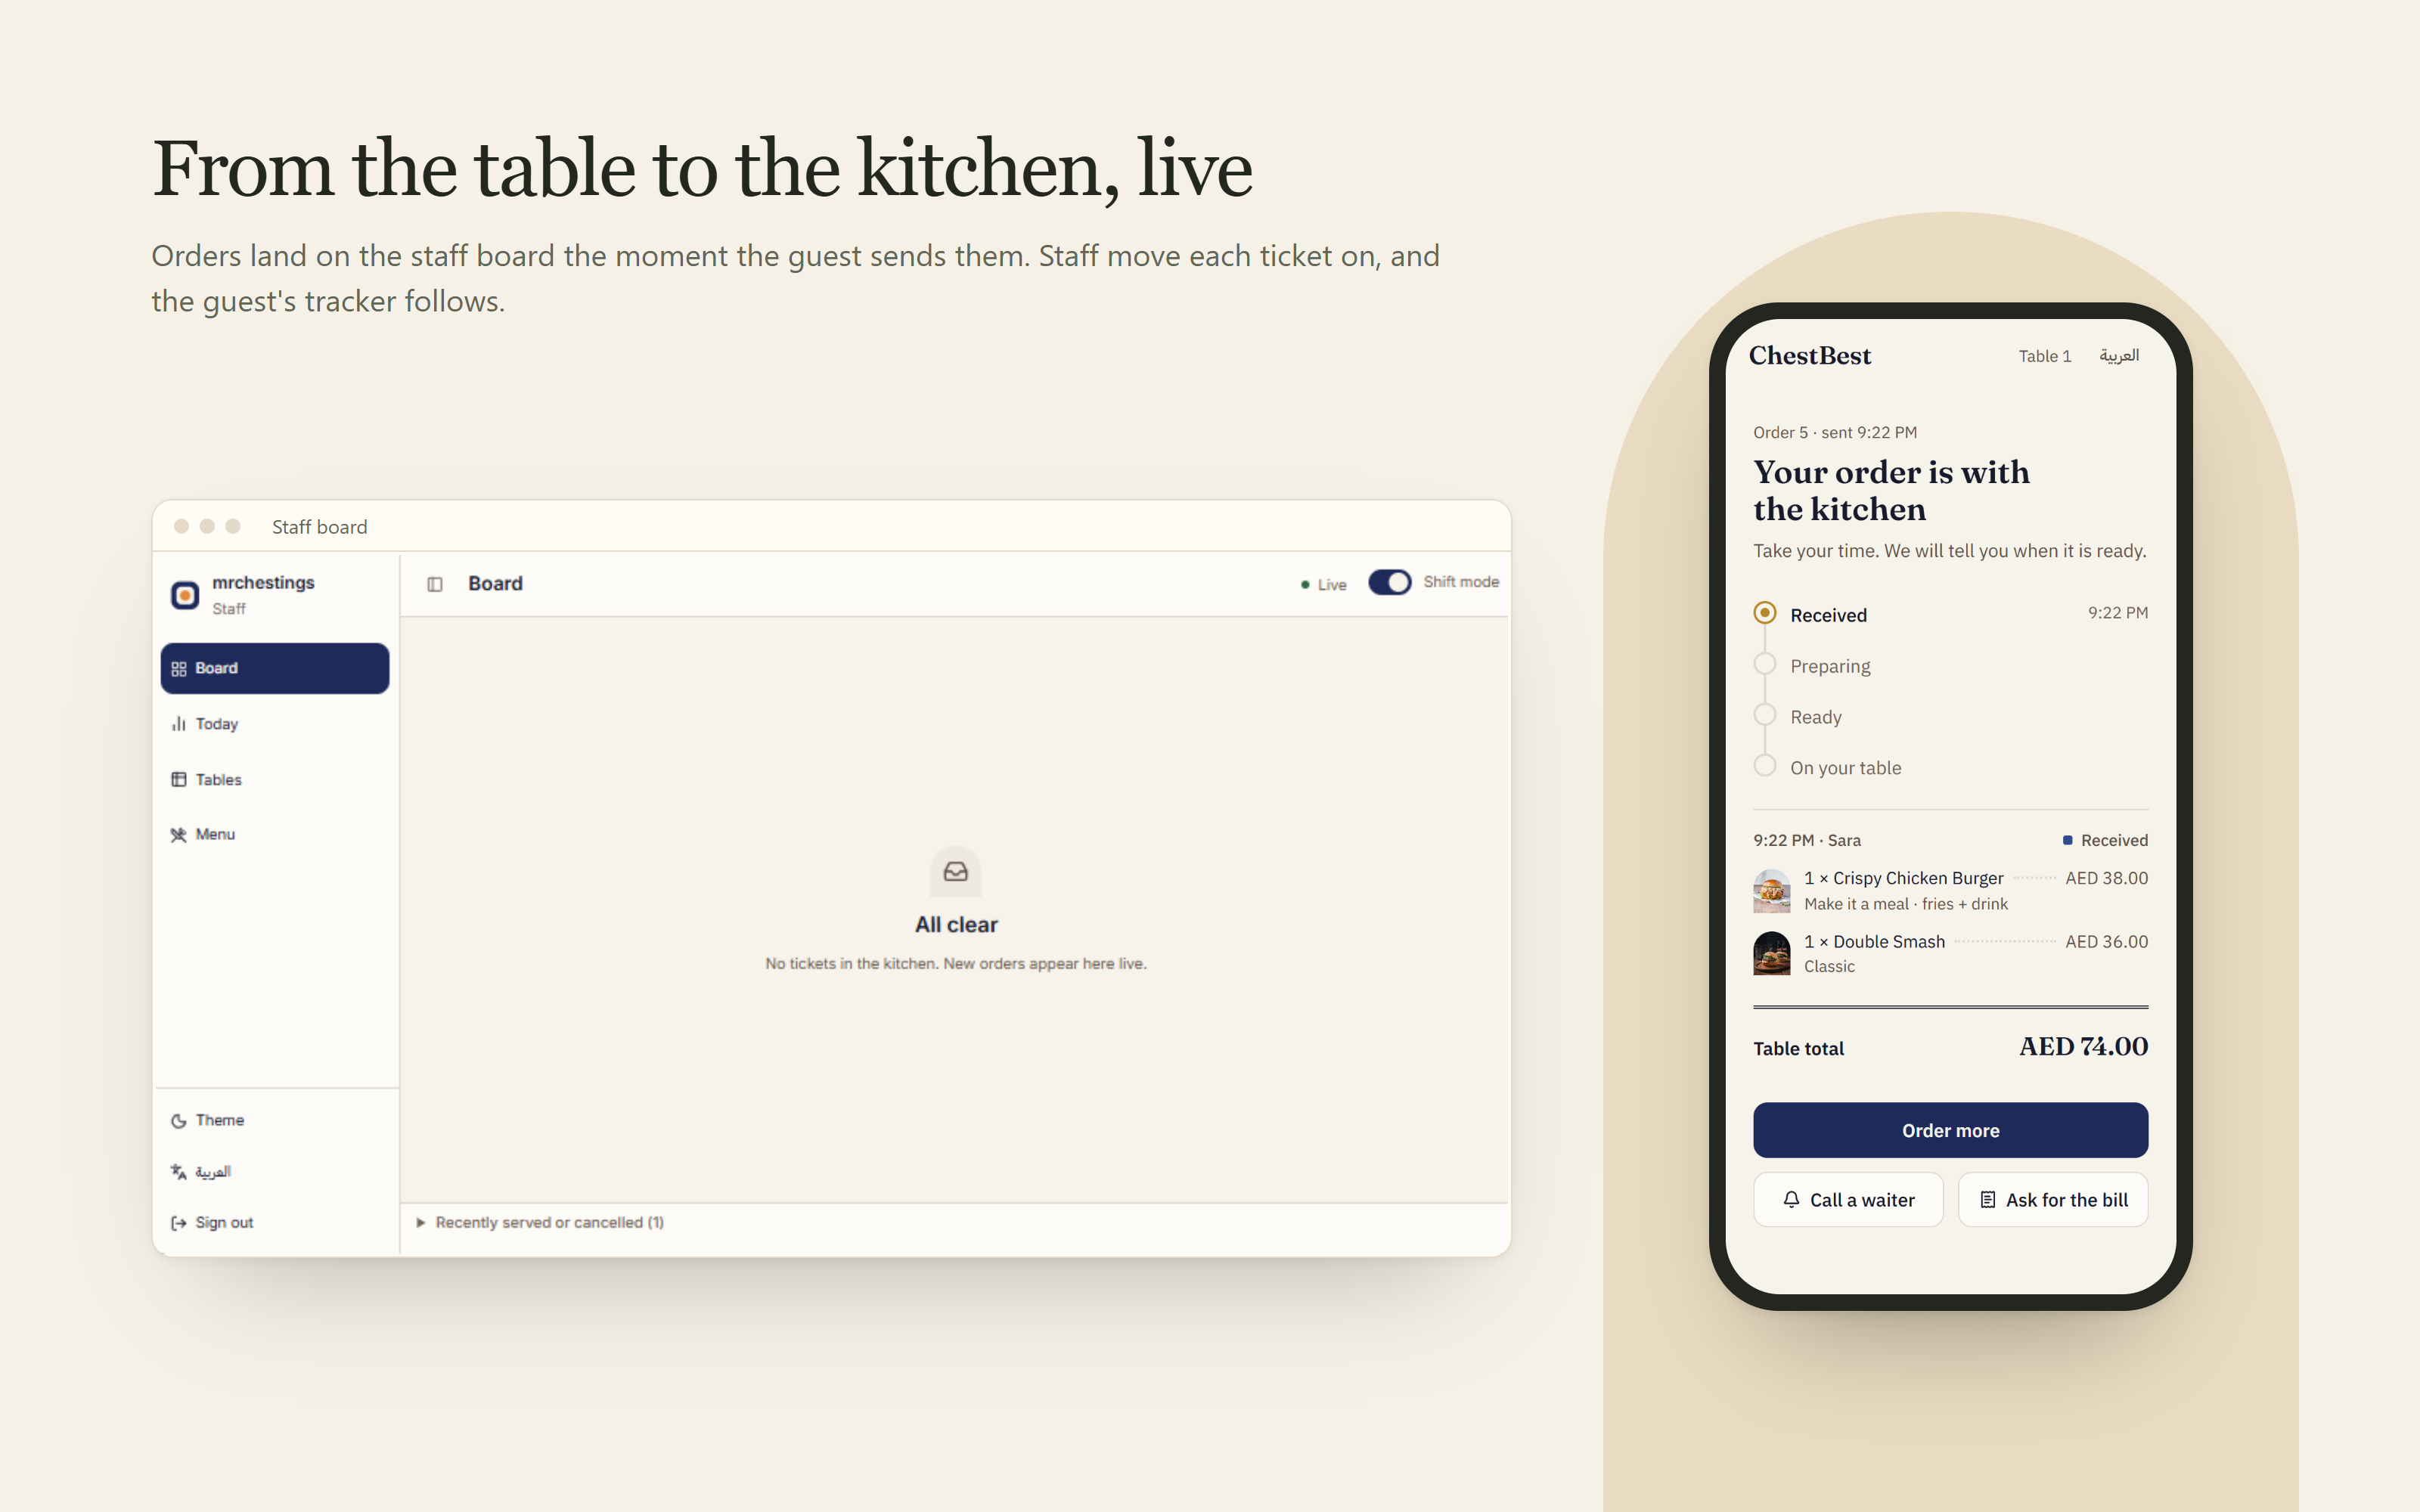 From the table to the kitchen, live
Orders land on the staff board the moment the guest sends them. Staff move each ticket on, and
the guest's tracker follows.
Staff board
mrchestings
Staff
Board
Today
Tables
Menu
Theme
العربية
Sign out
Board
Live
Shift mode
All clear
No tickets in the kitchen. New orders appear here live.
Recently served or cancelled (1)
ChestBest
Table 1
العربية
Order 5 · sent 9:22 PM
Your order is with
the kitchen
Take your time. We will tell you when it is ready.
Received 9:22 PM
Preparing
Ready
On your table
9:22 PM · Sara Received
1 × Crispy Chicken Burger AED 38.00
Make it a meal · fries + drink
1 × Double Smash AED 36.00
Classic
Table total AED 74.00
Order more
Call a waiter
Ask for the bill